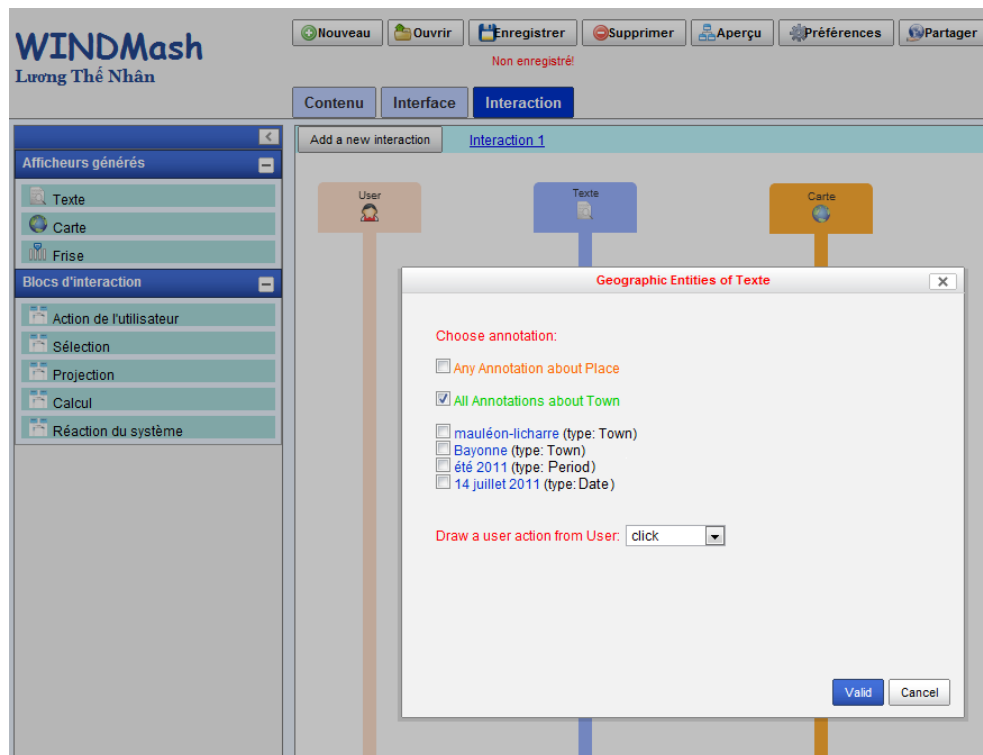 WINDMash
Lương Thế Nhân
Nouveau Ouvrir Enregistrer Supprimer Aperçu Préférences Partager
Non enregistré!
Contenu Interface Interaction
Add a new interaction Interaction 1
Afficheurs générés
Texte
Carte
Frise
Blocs d'interaction
Action de l'utilisateur
Sélection
Projection
Calcul
Réaction du système
User
Texte
Carte
Geographic Entities of Texte
Choose annotation:
Any Annotation about Place
All Annotations about Town
mauléon-licharre (type: Town)
Bayonne (type: Town)
été 2011 (type: Period)
14 juillet 2011 (type: Date)
Draw a user action from User: click
Valid Cancel